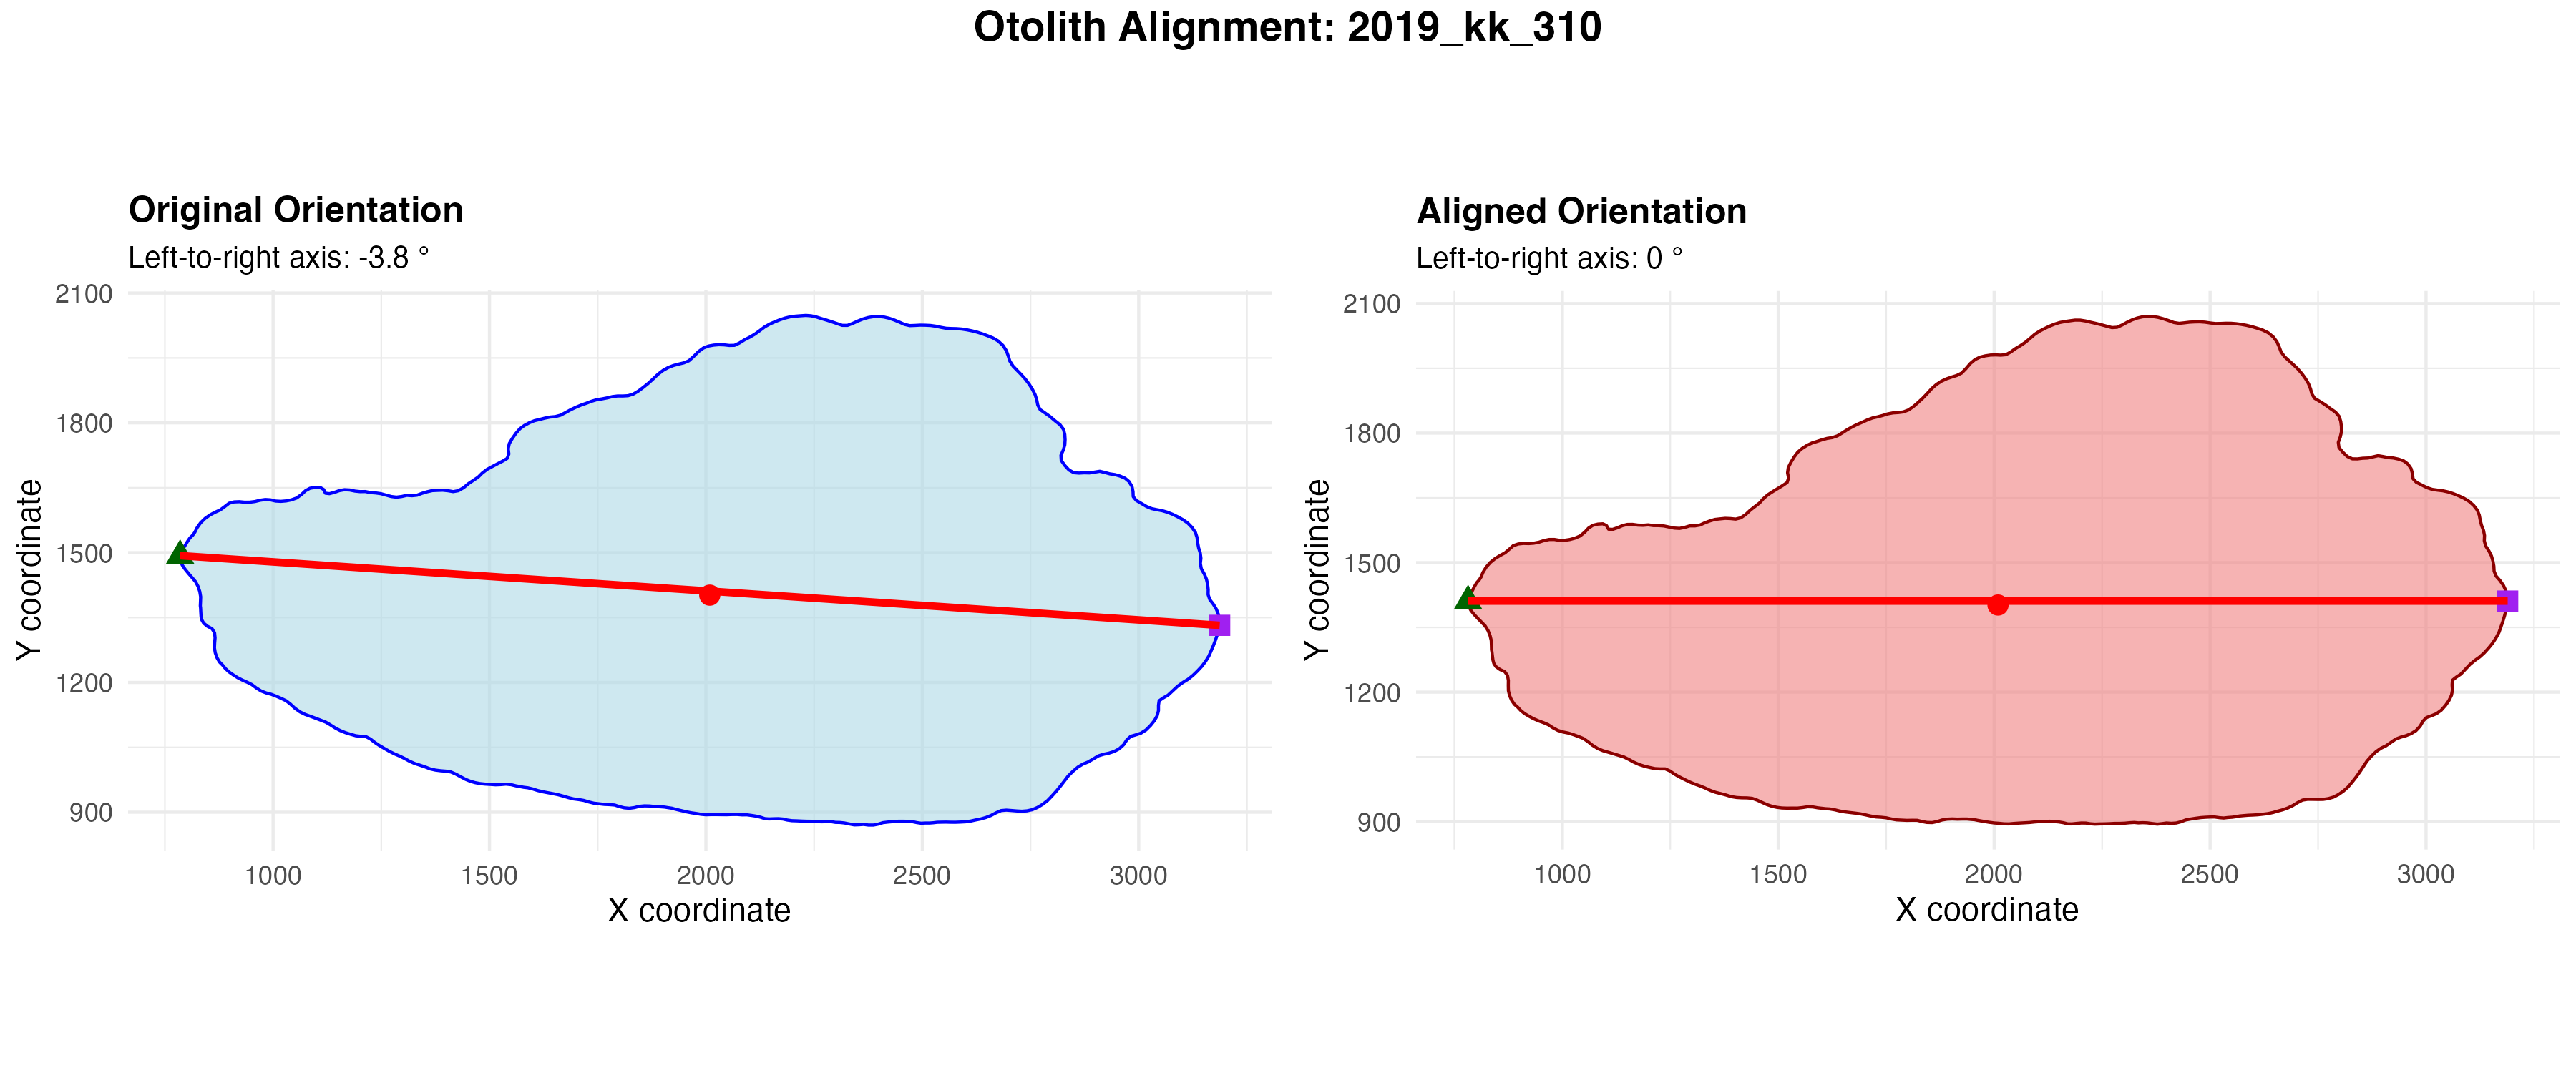 Otolith Alignment: 2019_kk_310
Original Orientation
Left-to-right axis: -3.8 °
2100
1800
1500
1200
900
Y coordinate
1000 1500 2000 2500 3000
X coordinate
Aligned Orientation
Left-to-right axis: 0 °
2100
1800
1500
1200
900
Y coordinate
1000 1500 2000 2500 3000
X coordinate